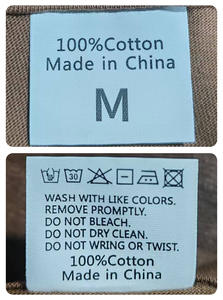 100%Cotton
Made in China
M
30
WASH WITH LIKE COLORS.
REMOVE PROMPTLY.
DO NOT BLEACH.
DO NOT DRY CLEAN.
DO NOT WRING OR TWIST.
100%Cotton
Made in China